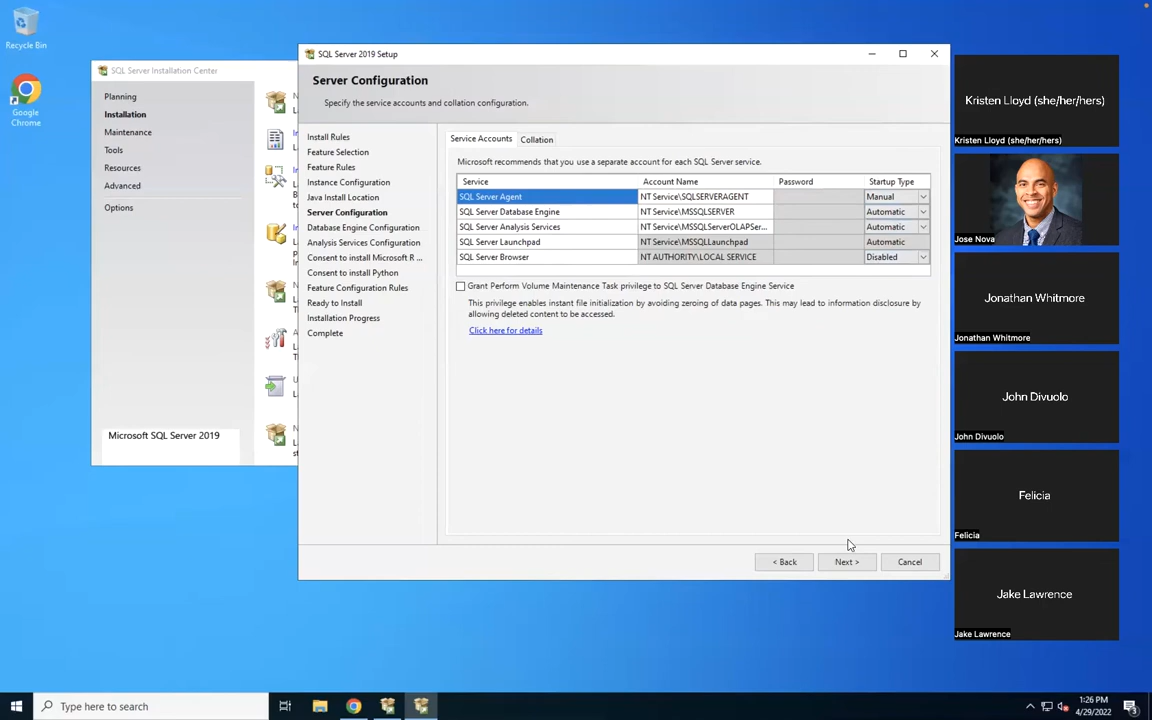 Recycle Bin
Google
Chrome
SQL Server Installation Center
Planning
Installation
Maintenance
Tools
Resources
Advanced
Options
Microsoft SQL Server 2019
SQL Server 2019 Setup
Server Configuration
Specify the service accounts and collation configuration.
Install Rules
Feature Selection
Feature Rules
Instance Configuration
Java Install Location
Server Configuration
Database Engine Configuration
Analysis Services Configuration
Consent to install Microsoft R ...
Consent to install Python
Feature Configuration Rules
Ready to Install
Installation Progress
Complete
Service Accounts Collation
Microsoft recommends that you use a separate account for each SQL Server service.
Service Account Name Password Startup Type
SQL Server Agent NT Service\SQLSERVERAGENT Manual
SQL Server Database Engine NT Service\MSSQLSERVER Automatic
SQL Server Analysis Services NT Service\MSSQLServerOLAPSer... Automatic
SQL Server Launchpad NT Service\MSSQLLaunchpad Automatic
SQL Server Browser NT AUTHORITY\LOCAL SERVICE Disabled
Grant Perform Volume Maintenance Task privilege to SQL Server Database Engine Service
This privilege enables instant file initialization by avoiding zeroing of data pages. This may lead to information disclosure by
allowing deleted content to be accessed.
Click here for details
< Back Next > Cancel
Kristen Lloyd (she/her/hers)
Kristen Lloyd (she/her/hers)
Jose Nova
Jonathan Whitmore
Jonathan Whitmore
John Divuolo
John Divuolo
Felicia
Felicia
Jake Lawrence
Jake Lawrence
Type here to search
1:26 PM
4/29/2022
3